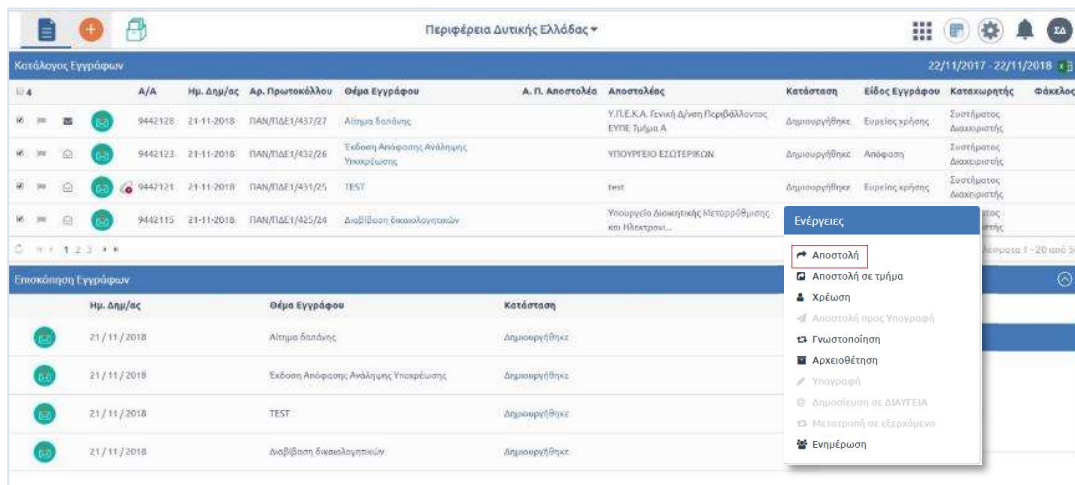 Περιφέρεια Δυτικής Ελλάδας
ΣΔ
Κατάλογος Εγγράφων 22/11/2017 - 22/11/2018
4 Α/Α Ημ. Δημ/ας Αρ. Πρωτοκόλλου Θέμα Εγγράφου Α. Π. Αποστολέα Αποστολέας Κατάσταση Είδος Εγγράφου Καταχωρητής Φάκελος
9442128 21-11-2018 ΠΑΝ/ΠΔΕ1/437/27 Αίτημα δαπάνης Υ.Π.Ε.Κ.Α. Γενική Δ/νση Περιβάλλοντος Δημιουργήθηκε Ευρείας χρήσης Συστήματος
ΕΥΠΕ Τμήμα Α Διαχειριστής
9442123 21-11-2018 ΠΑΝ/ΠΔΕ1/432/26 Έκδοση Απόφασης Ανάληψης ΥΠΟΥΡΓΕΙΟ ΕΣΩΤΕΡΙΚΩΝ Δημιουργήθηκε Απόφαση Συστήματος
Υποχρέωσης Διαχειριστής
9442121 21-11-2018 ΠΑΝ/ΠΔΕ1/431/25 TEST test Δημιουργήθηκε Ευρείας χρήσης Συστήματος
Διαχειριστής
9442115 21-11-2018 ΠΑΝ/ΠΔΕ1/425/24 Διαβίβαση δικαιολογητικών Υπουργείο Διοικητικής Μεταρρύθμισης
και Ηλεκτρονι...
1 2 3 1-20 από
Επισκόπηση Εγγράφων
Ημ. Δημ/ας Θέμα Εγγράφου Κατάσταση
21/11/2018 Αίτημα δαπάνης Δημιουργήθηκε
21/11/2018 Έκδοση Απόφασης Ανάληψης Υποχρέωσης Δημιουργήθηκε
21/11/2018 TEST Δημιουργήθηκε
21/11/2018 Διαβίβαση δικαιολογητικών Δημιουργήθηκε
Ενέργειες
Αποστολή
Αποστολή σε τμήμα
Χρέωση
Αποστολή προς Υπογραφή
Γνωστοποίηση
Αρχειοθέτηση
Υπογραφή
Δημοσίευση σε ΔΙΑΥΓΕΙΑ
Μετατροπή σε εξερχόμενο
Ενημέρωση